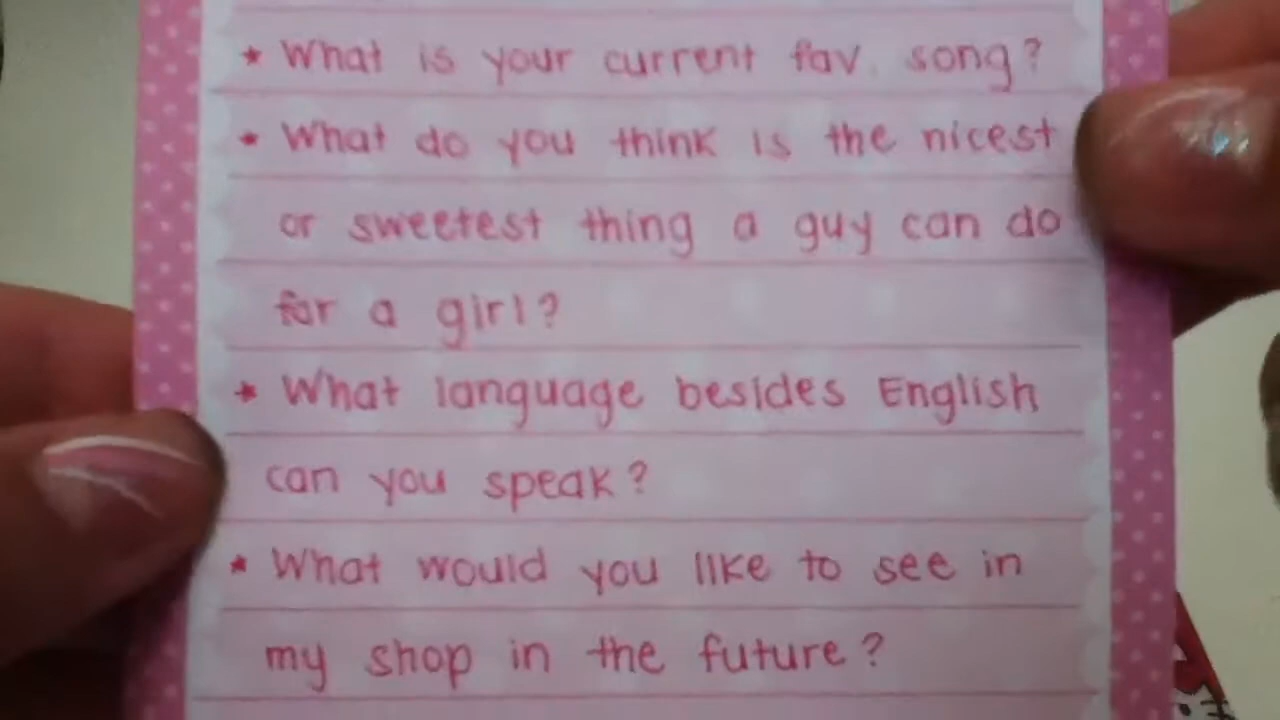 * What is your current fav. song?
* What do you think is the nicest
or sweetest thing a guy can do
for a girl?
* What language besides English
can you speak?
* What would you like to see in
my shop in the future?